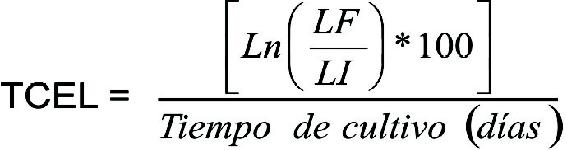 TCEL = [Ln(LF/LI)*100]
Tiempo de cultivo (días)